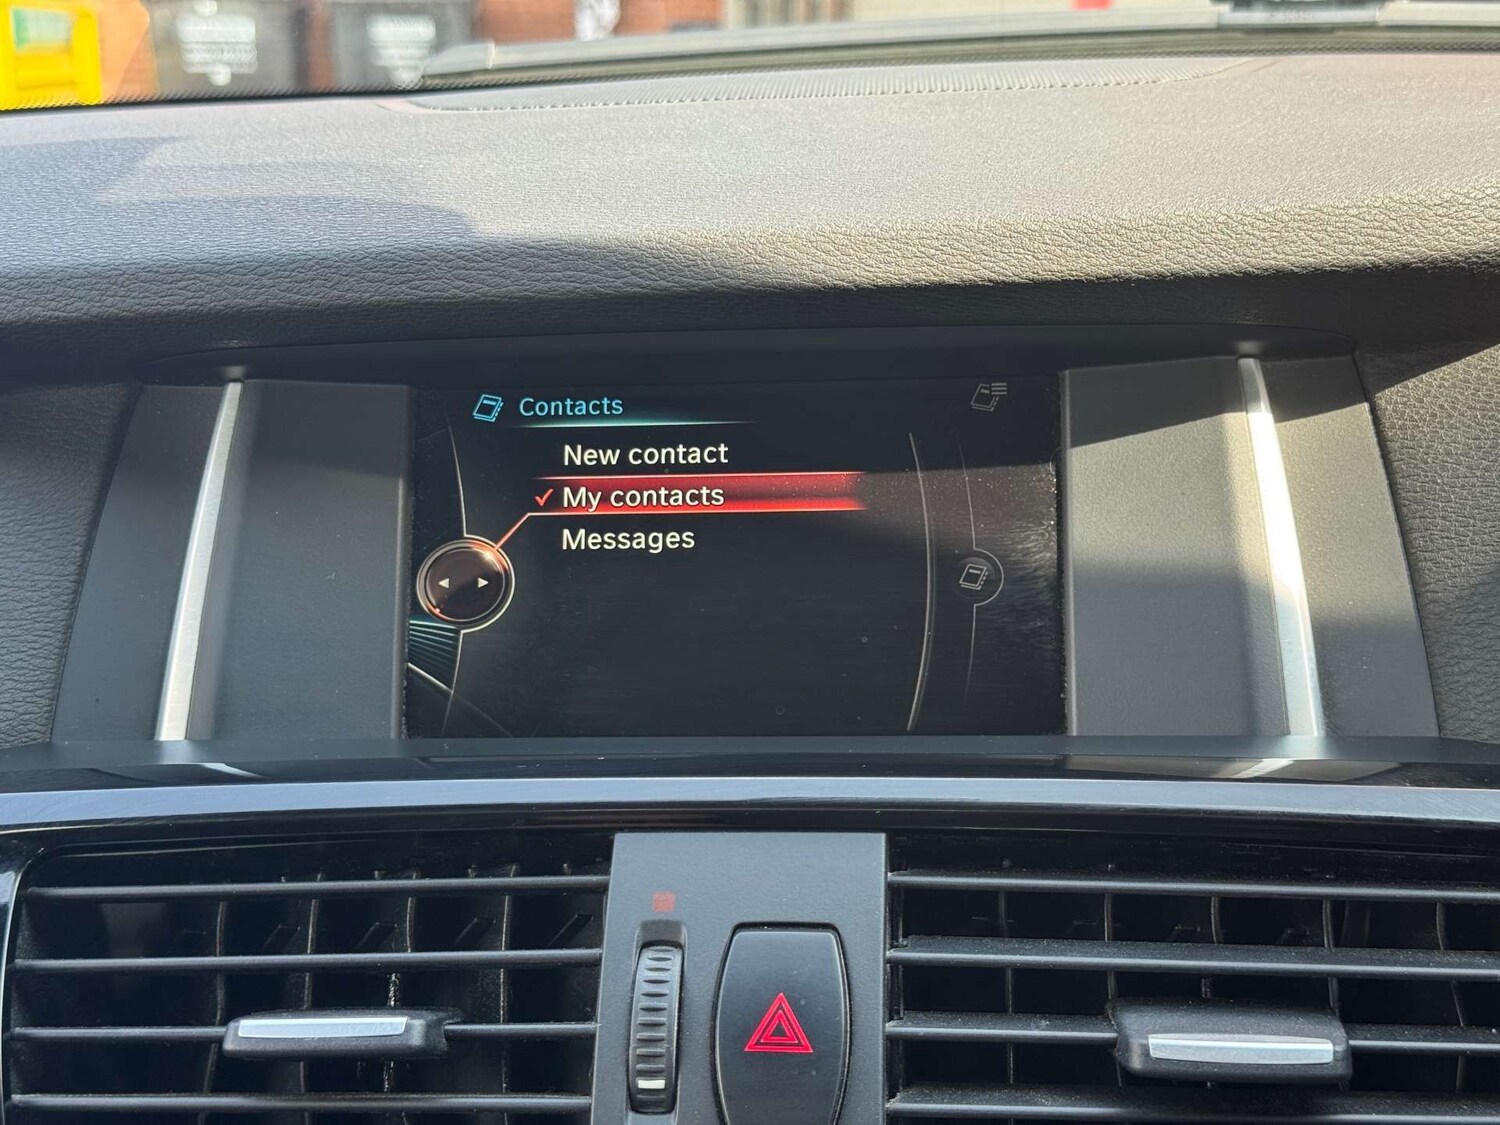 Contacts
New contact
My contacts
Messages